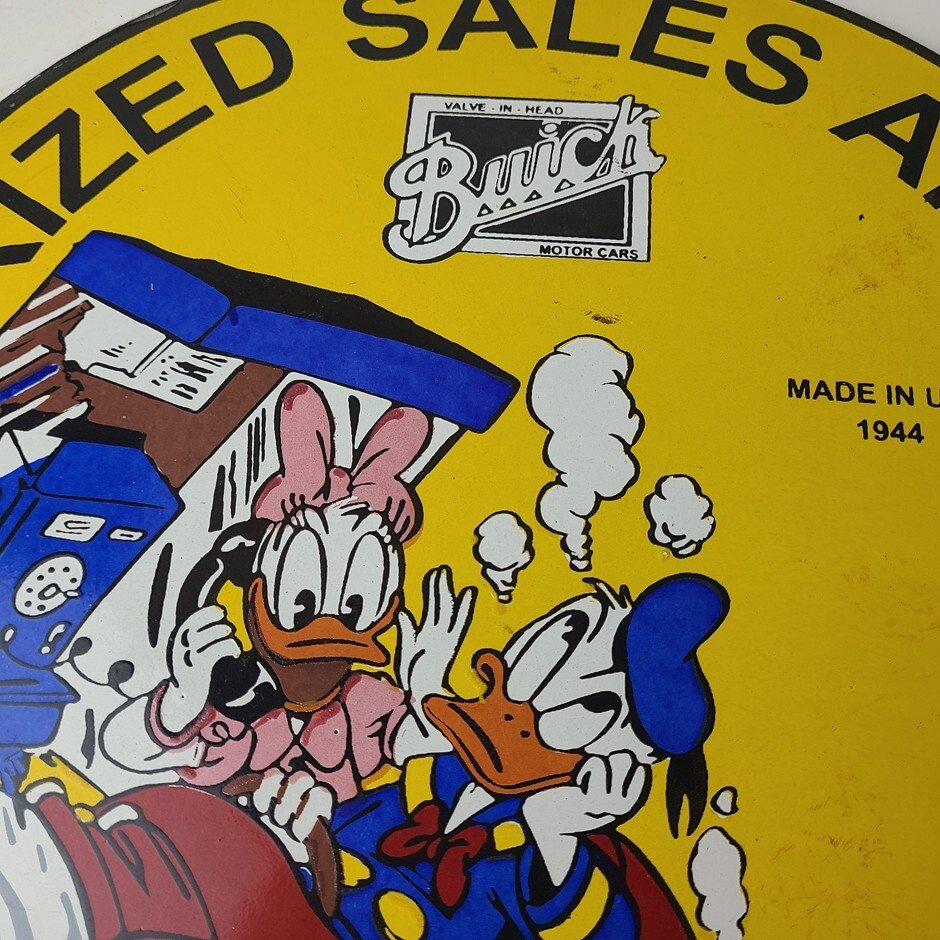 IZED SALES A
VALVE - IN - HEAD
Buick
MOTOR CARS
MADE IN U
1944